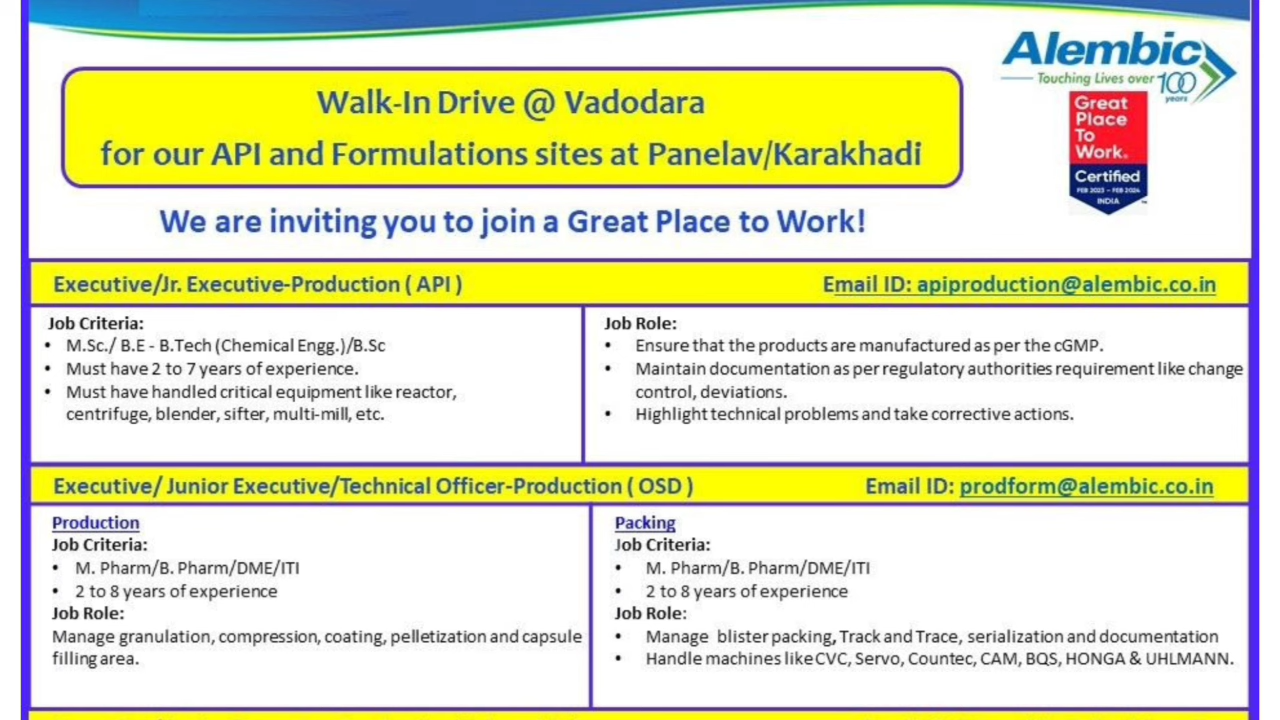 Alembic
Touching Lives over 100 years
Walk-In Drive @ Vadodara
for our API and Formulations sites at Panelav/Karakhadi
Great
Place
To
Work.
Certified
FEB 2023 - FEB 2024
INDIA
TM
We are inviting you to join a Great Place to Work!
Executive/Jr. Executive-Production ( API )
Email ID: apiproduction@alembic.co.in
Job Criteria:
• M.Sc./ B.E - B.Tech (Chemical Engg.)/B.Sc
• Must have 2 to 7 years of experience.
• Must have handled critical equipment like reactor,
centrifuge, blender, sifter, multi-mill, etc.
Job Role:
• Ensure that the products are manufactured as per the cGMP.
• Maintain documentation as per regulatory authorities requirement like change
control, deviations.
• Highlight technical problems and take corrective actions.
Executive/ Junior Executive/Technical Officer-Production ( OSD )
Email ID: prodform@alembic.co.in
Production
Job Criteria:
• M. Pharm/B. Pharm/DME/ITI
• 2 to 8 years of experience
Job Role:
Manage granulation, compression, coating, pelletization and capsule
filling area.
Packing
Job Criteria:
• M. Pharm/B. Pharm/DME/ITI
• 2 to 8 years of experience
Job Role:
• Manage blister packing, Track and Trace, serialization and documentation
• Handle machines like CVC, Servo, Countec, CAM, BQS, HONGA & UHLMANN.